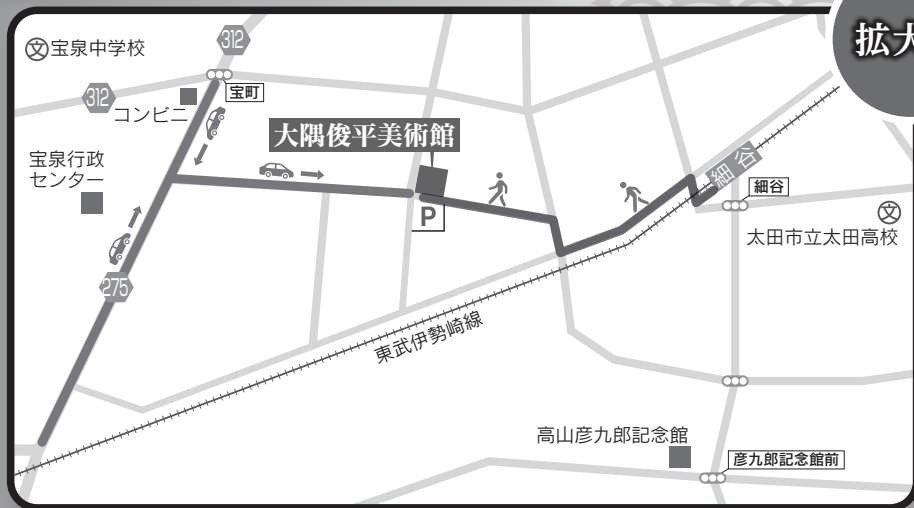 拡大
312
宝泉中学校
宝町
312
コンビニ
大隅俊平美術館
宝泉行政
センター
細谷
細谷
P
太田市立太田高校
275
東武伊勢崎線
高山彦九郎記念館
彦九郎記念館前